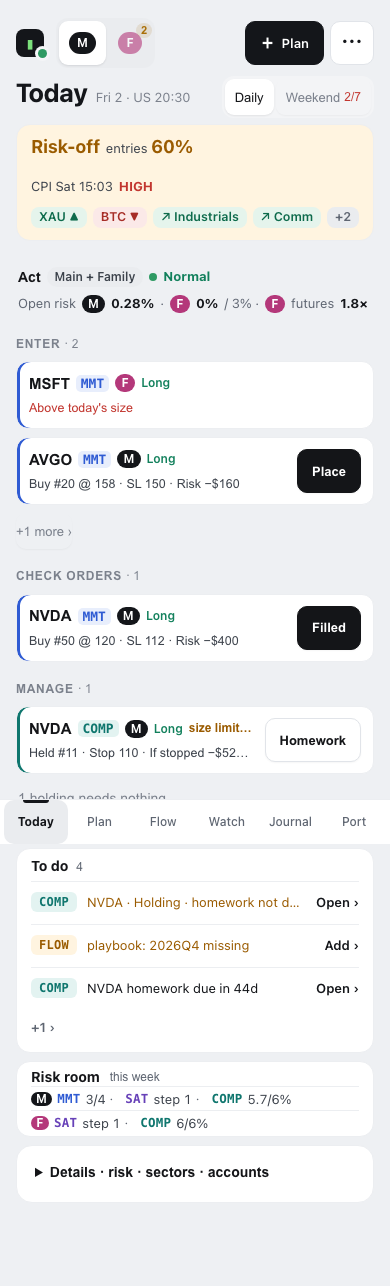 M F 2 + Plan ···
Today Fri 2 · US 20:30 Daily Weekend 2/7
Risk-off entries 60%
CPI Sat 15:03 HIGH
XAU ▲ BTC ▼ ↗ Industrials ↗ Comm +2
Act Main + Family ● Normal
Open risk M 0.28% · F 0% / 3% · F futures 1.8×
ENTER · 2
MSFT MMT F Long
Above today's size
AVGO MMT M Long
Buy #20 @ 158 · SL 150 · Risk −$160
Place
+1 more ›
CHECK ORDERS · 1
NVDA MMT M Long
Buy #50 @ 120 · SL 112 · Risk −$400
Filled
MANAGE · 1
NVDA COMP M Long size limit…
Held #11 · Stop 110 · If stopped −$52…
Homework
1 holding needs nothing
Today Plan Flow Watch Journal Port
To do 4
COMP NVDA · Holding · homework not d… Open ›
FLOW playbook: 2026Q4 missing Add ›
COMP NVDA homework due in 44d Open ›
+1 ›
Risk room this week
M MMT 3/4 · SAT step 1 · COMP 5.7/6%
F SAT step 1 · COMP 6/6%
▶ Details · risk · sectors · accounts